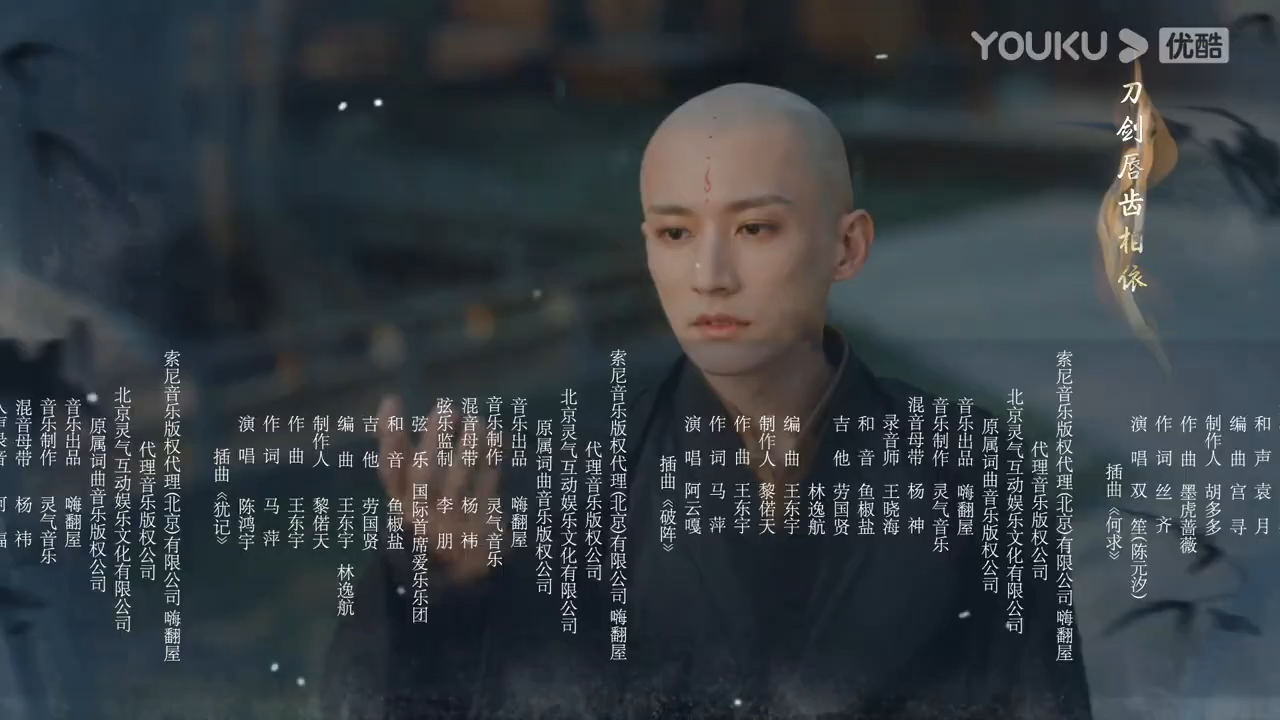 YOUKU 优酷
刀剑唇齿相依
和声 袁月
编曲 宫寻
制作人 胡多多
作曲 墨虎蔷薇
作词 丝齐
演唱 双笙(陈元汐)
插曲《何求》
索尼音乐版权代理(北京)有限公司 嗨翻屋
代理音乐版权公司
北京灵气互动娱乐文化有限公司
原属词曲音乐版权公司
音乐出品 嗨翻屋
音乐制作 灵气音乐
混音母带 杨神
录音师 王晓海
和音 鱼椒盐
吉他 劳国贤
林逸航
编曲 王东宇
制作人 黎偌天
作曲 王东宇
作词 马萍
演唱 阿云嘎
插曲《破阵》
索尼音乐版权代理(北京)有限公司 嗨翻屋
代理音乐版权公司
北京灵气互动娱乐文化有限公司
原属词曲音乐版权公司
音乐出品 嗨翻屋
音乐制作 灵气音乐
混音母带 杨祎
弦乐监制 李朋
弦乐 国际首席爱乐乐团
和音 鱼椒盐
吉他 劳国贤
编曲 王东宇 林逸航
制作人 黎偌天
作曲 王东宇
作词 马萍
演唱 陈鸿宇
插曲《犹记》
索尼音乐版权代理(北京)有限公司 嗨翻屋
代理音乐版权公司
北京灵气互动娱乐文化有限公司
原属词曲音乐版权公司
音乐出品 嗨翻屋
音乐制作 灵气音乐
混音母带 杨祎